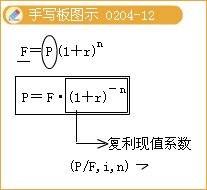 手写板图示 0204-12
F=P(1+r)ⁿ
P=F·(1+r)⁻ⁿ
复利现值系数
(P/F,i,n)